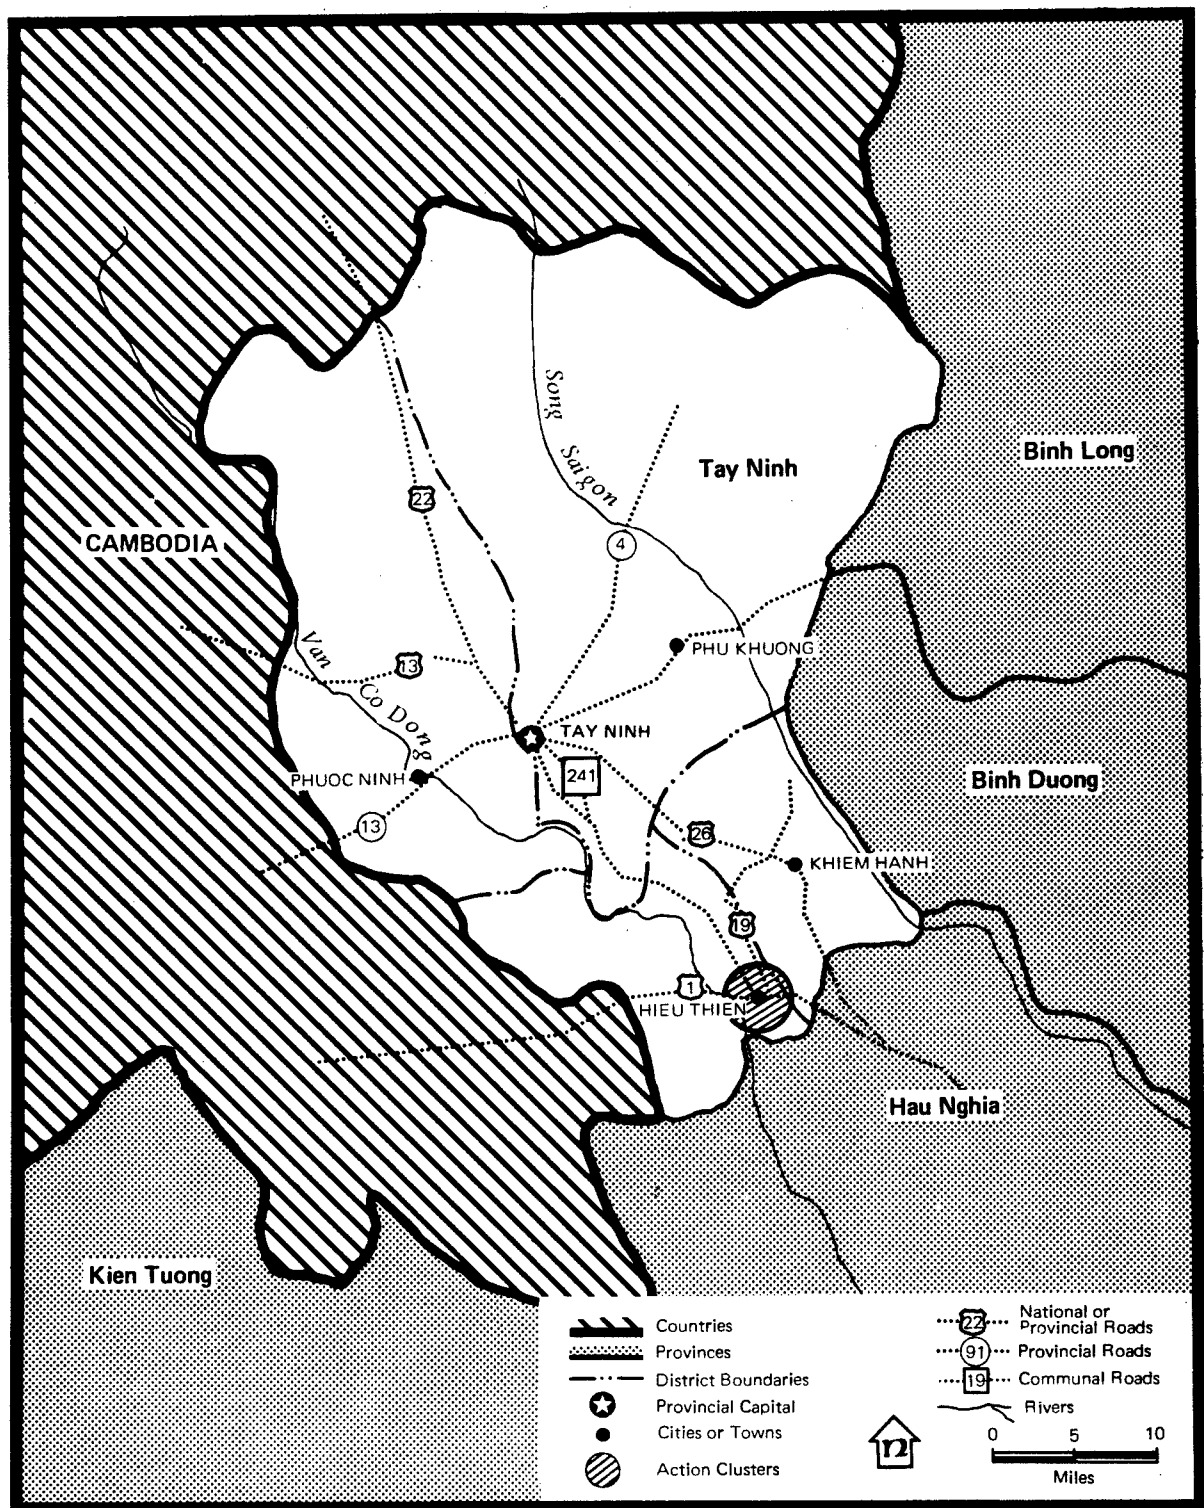 Song
Saigon
Tay Ninh
Binh Long
22
CAMBODIA
4
Van
Co Dong
13
PHU KHUONG
TAY NINH
PHUOC NINH
241
Binh Duong
13
26
KHIEM HANH
19
1
HIEU THIEN
Hau Nghia
Kien Tuong
Countries
Provinces
District Boundaries
Provincial Capital
Cities or Towns
Action Clusters
22
National or
Provincial Roads
91
Provincial Roads
19
Communal Roads
Rivers
n
0 5 10
Miles